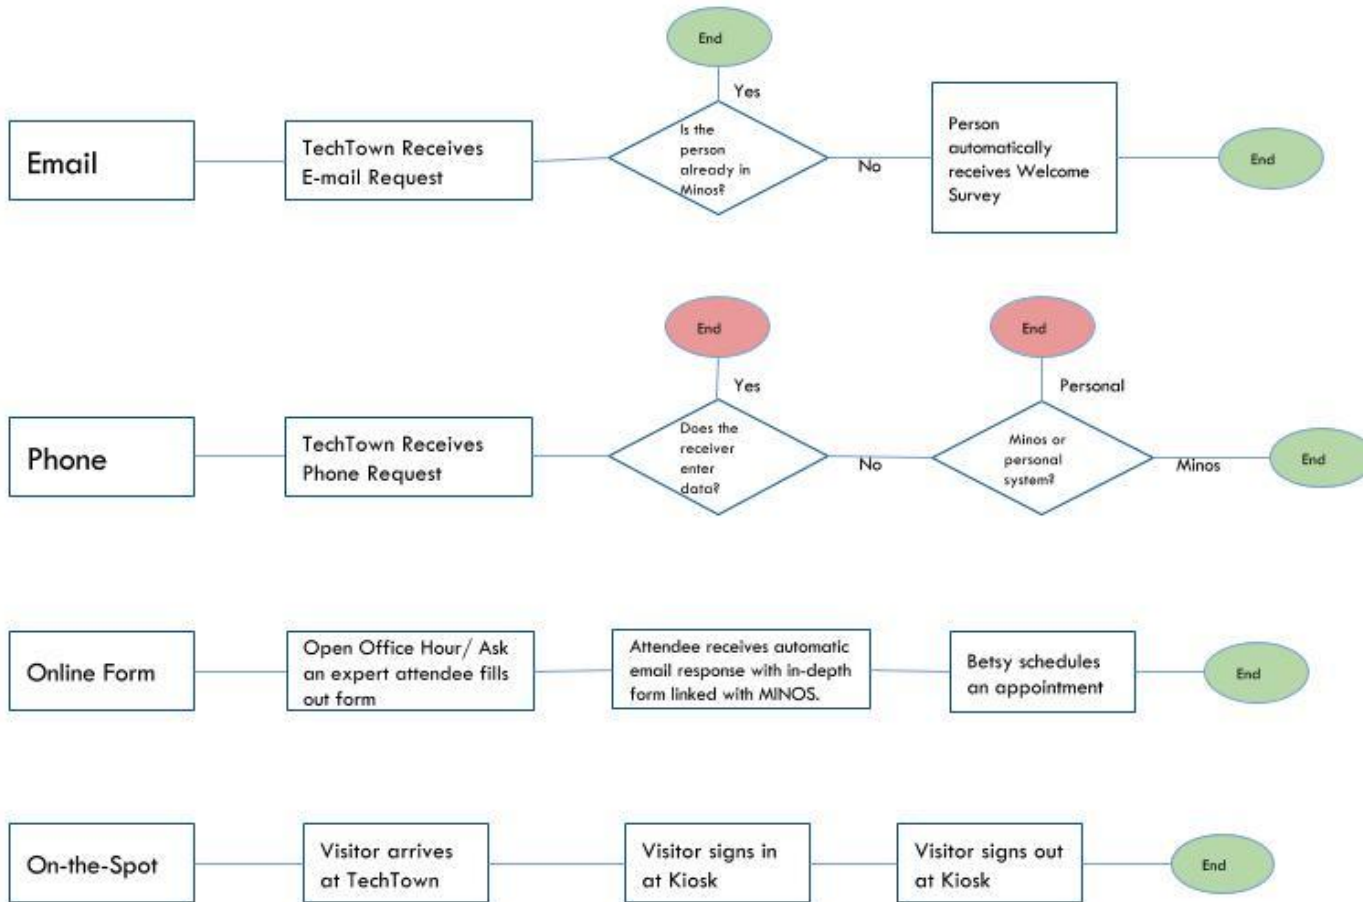 End
Yes
Email
TechTown Receives
E-mail Request
Is the
person
already in
Minos?
No
Person
automatically
receives Welcome
Survey
End
End
Yes
End
Personal
Phone
TechTown Receives
Phone Request
Does the
receiver
enter
data?
No
Minos or
personal
system?
Minos
End
Online Form
Open Office Hour/ Ask
an expert attendee fills
out form
Attendee receives automatic
email response with in-depth
form linked with MINOS.
Betsy schedules
an appointment
End
On-the-Spot
Visitor arrives
at TechTown
Visitor signs in
at Kiosk
Visitor signs out
at Kiosk
End